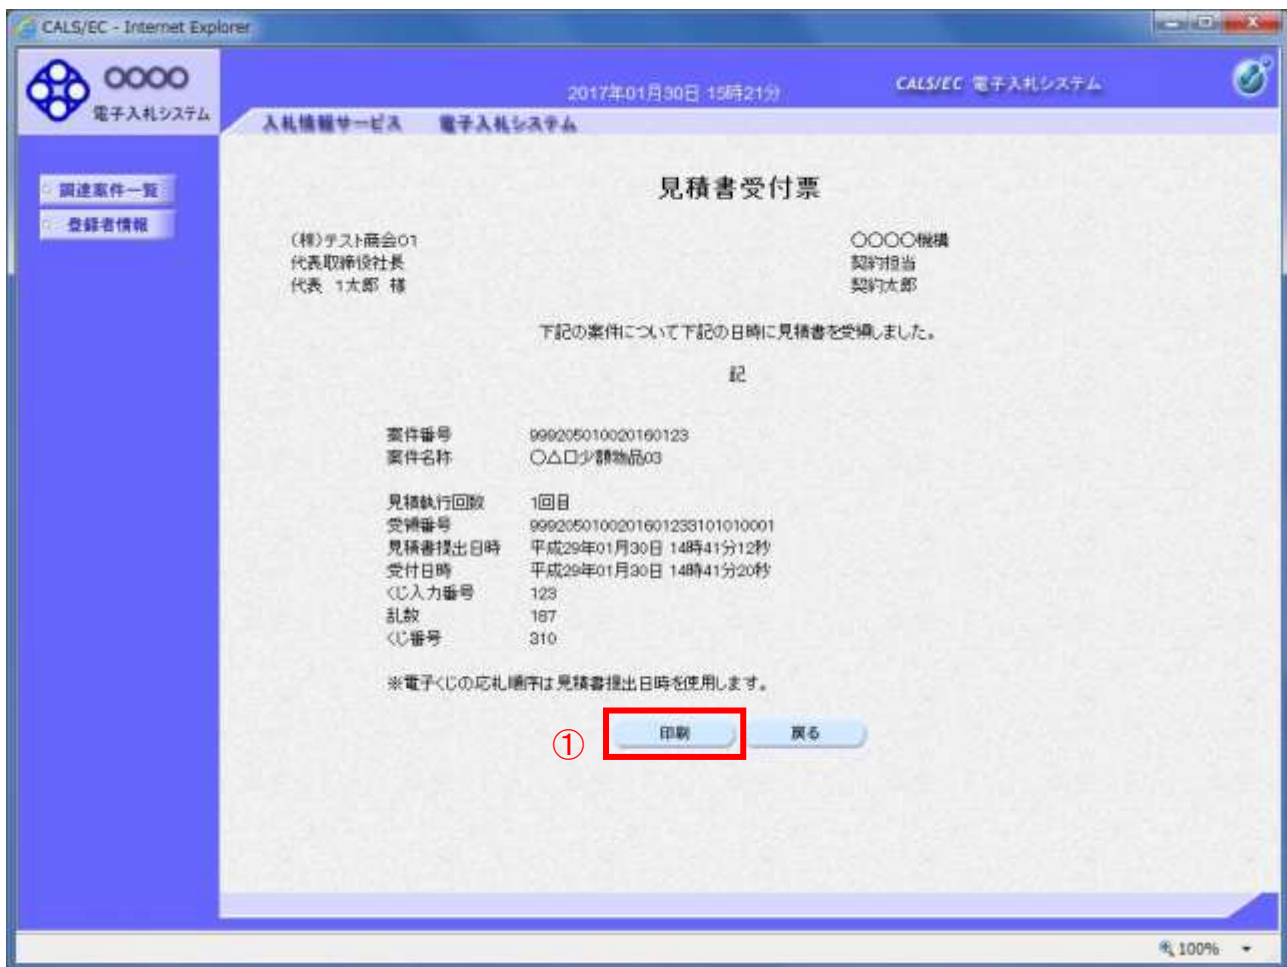 CALS/EC - Internet Explorer
○○○○
電子入札システム
2017年01月30日 15時21分
CALS/EC 電子入札システム
入札情報サービス 電子入札システム
調達案件一覧
登録者情報
見積書受付票
(株)テスト商会01
代表取締役社長
代表 1太郎 様
○○○○機構
契約担当
契約太郎
下記の案件について下記の日時に見積書を受領しました。
記
案件番号 999205010020160123
案件名称 ○△□少額物品03
見積執行回数 1回目
受領番号 9992050100201601233101010001
見積書提出日時 平成29年01月30日 14時41分12秒
受付日時 平成29年01月30日 14時41分20秒
くじ入力番号 123
乱数 187
くじ番号 310
※電子くじの応札順序は見積書提出日時を使用します。
① 印刷 戻る
100%